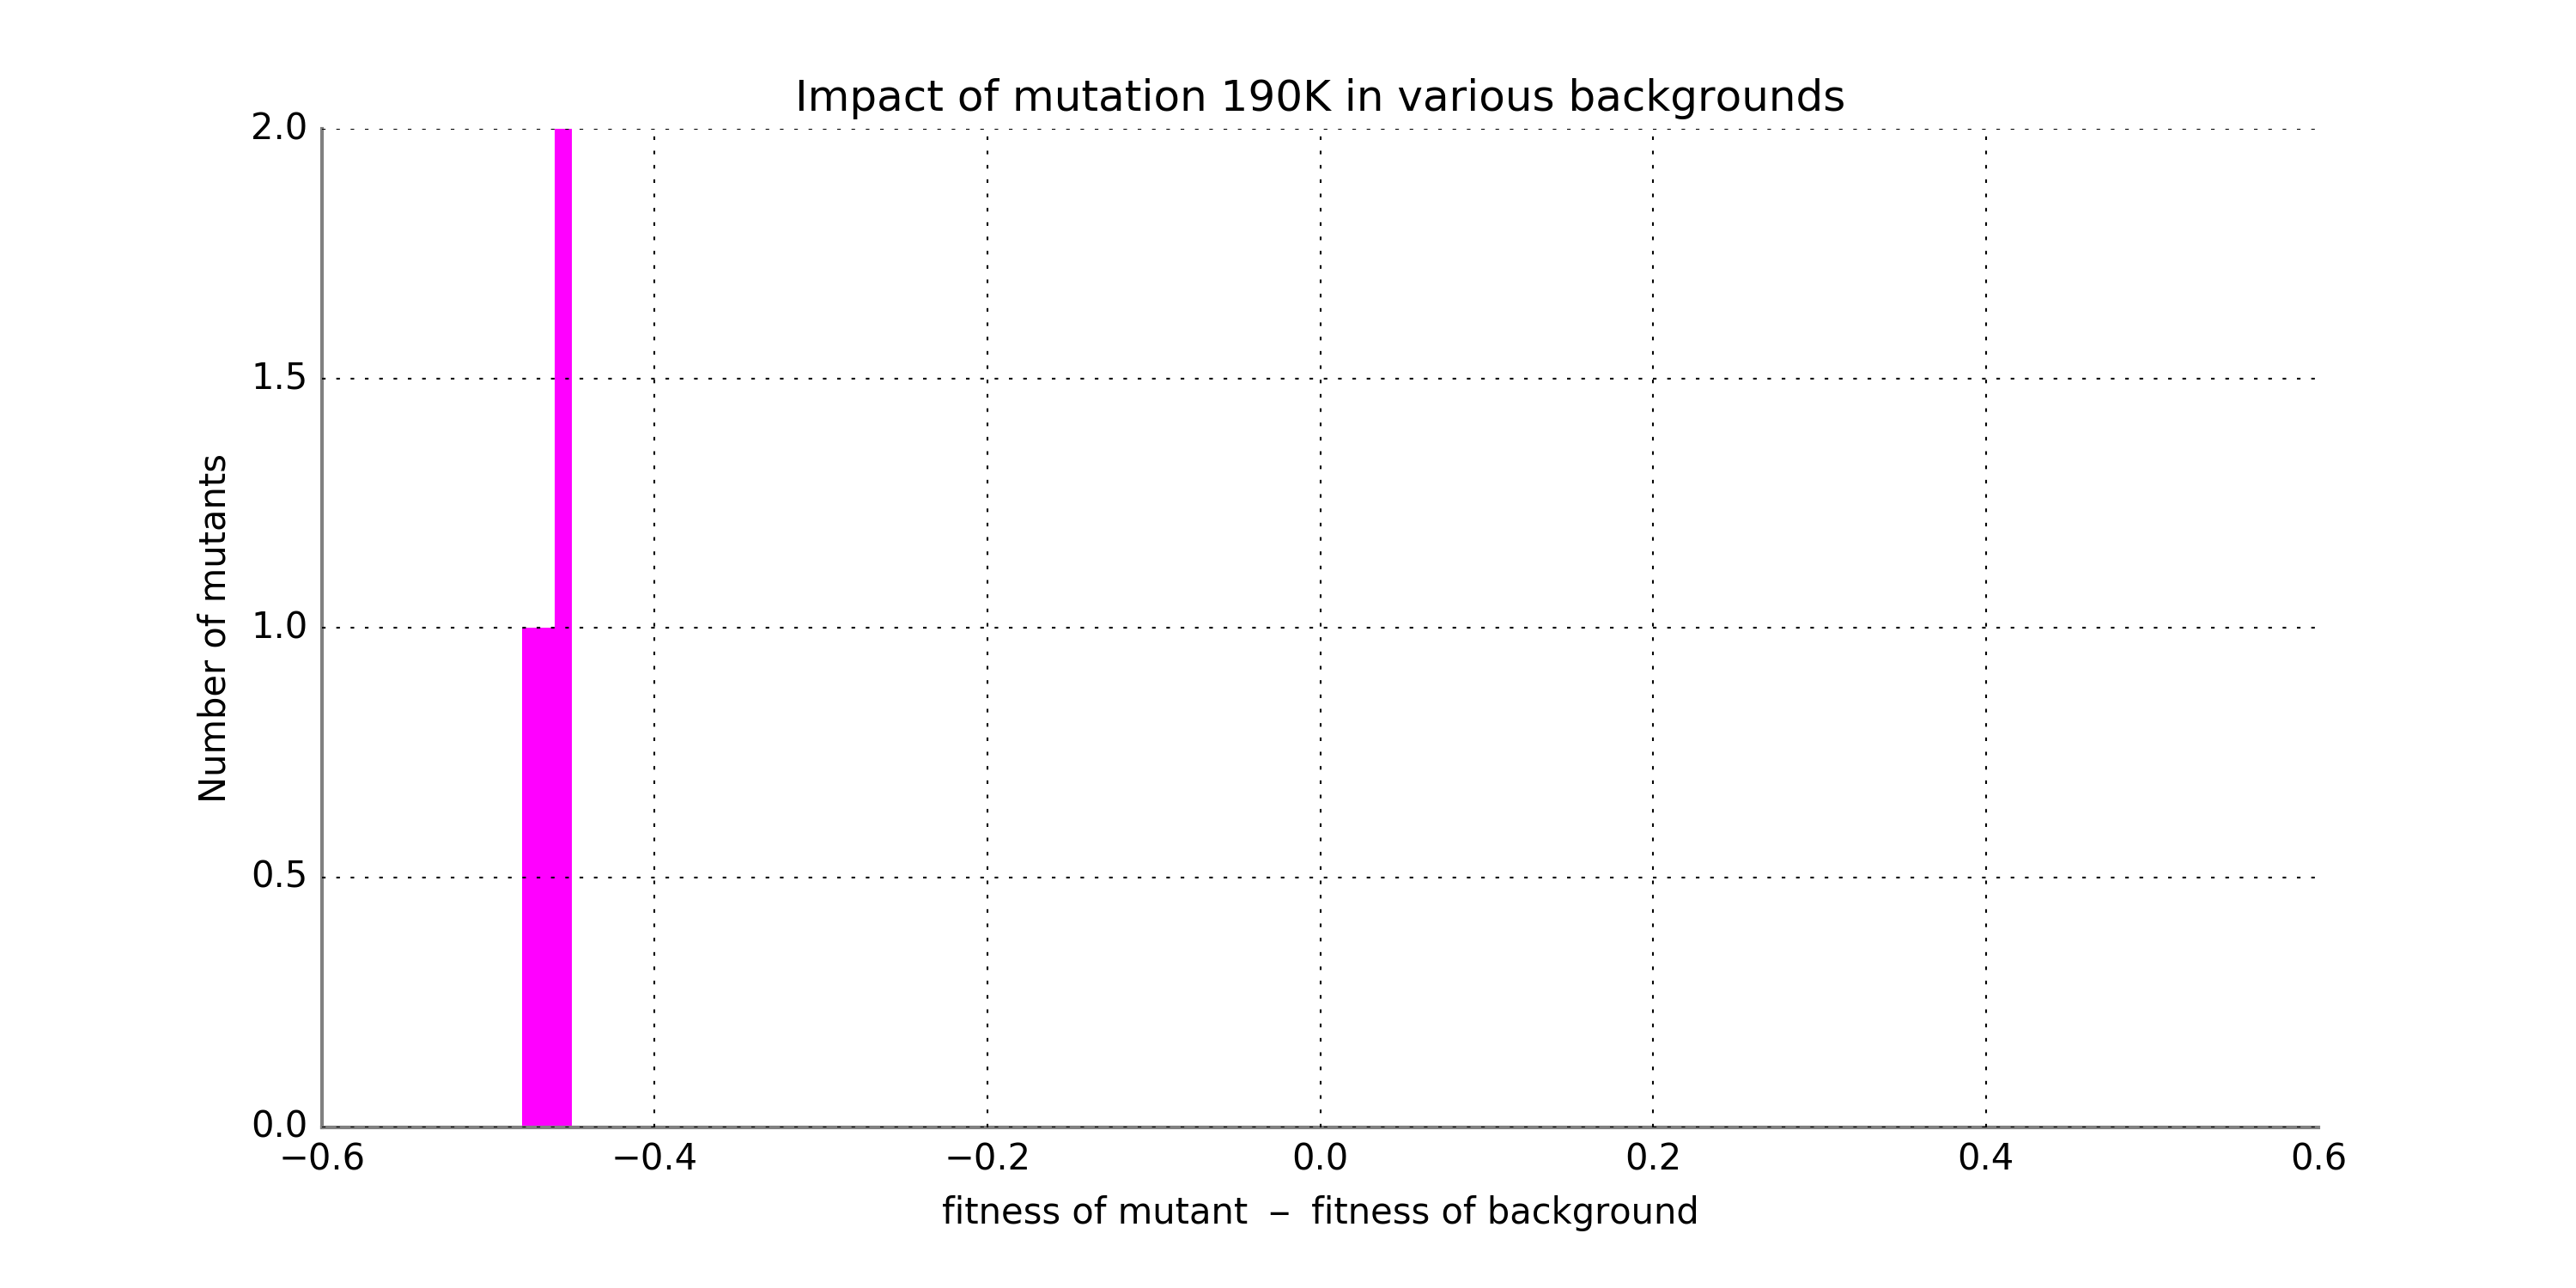 Impact of mutation 190K in various backgrounds
2.0
1.5
1.0
0.5
0.0
Number of mutants
−0.6 −0.4 −0.2 0.0 0.2 0.4 0.6
fitness of mutant − fitness of background